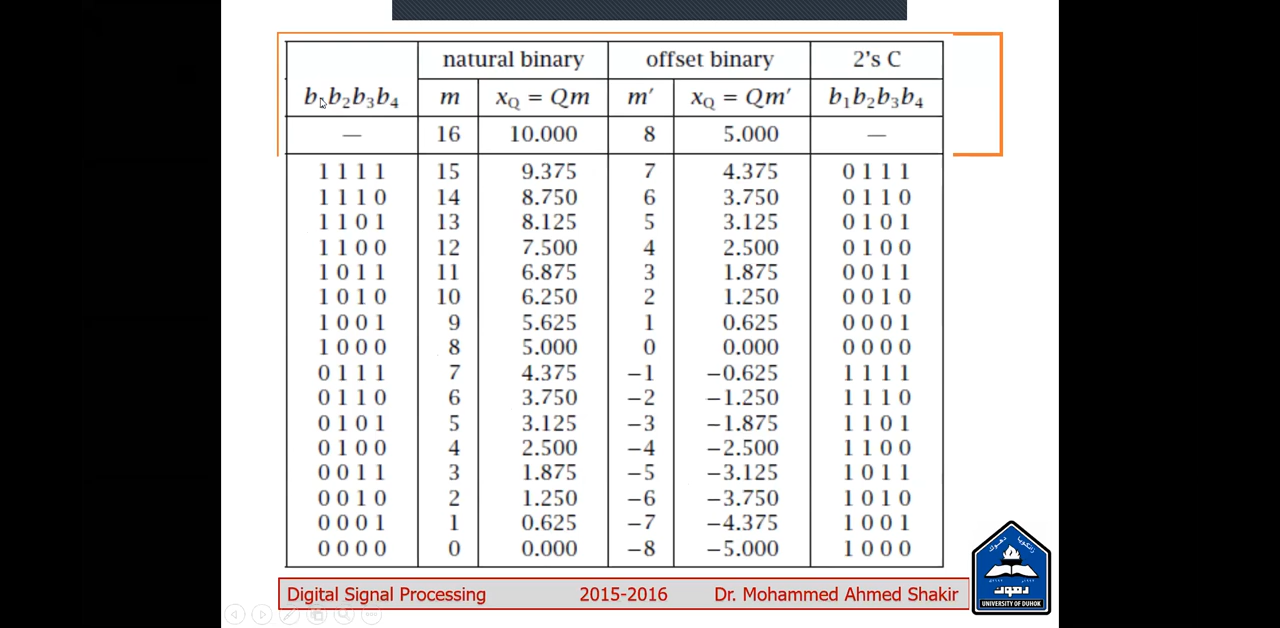 natural binary offset binary 2's C
b₁b₂b₃b₄ m x_Q = Qm m′ x_Q = Qm′ b₁b₂b₃b₄
— 16 10.000 8 5.000 —
1 1 1 1 15 9.375 7 4.375 0 1 1 1
1 1 1 0 14 8.750 6 3.750 0 1 1 0
1 1 0 1 13 8.125 5 3.125 0 1 0 1
1 1 0 0 12 7.500 4 2.500 0 1 0 0
1 0 1 1 11 6.875 3 1.875 0 0 1 1
1 0 1 0 10 6.250 2 1.250 0 0 1 0
1 0 0 1 9 5.625 1 0.625 0 0 0 1
1 0 0 0 8 5.000 0 0.000 0 0 0 0
0 1 1 1 7 4.375 −1 −0.625 1 1 1 1
0 1 1 0 6 3.750 −2 −1.250 1 1 1 0
0 1 0 1 5 3.125 −3 −1.875 1 1 0 1
0 1 0 0 4 2.500 −4 −2.500 1 1 0 0
0 0 1 1 3 1.875 −5 −3.125 1 0 1 1
0 0 1 0 2 1.250 −6 −3.750 1 0 1 0
0 0 0 1 1 0.625 −7 −4.375 1 0 0 1
0 0 0 0 0 0.000 −8 −5.000 1 0 0 0
Digital Signal Processing 2015-2016 Dr. Mohammed Ahmed Shakir
UNIVERSITY OF DUHOK